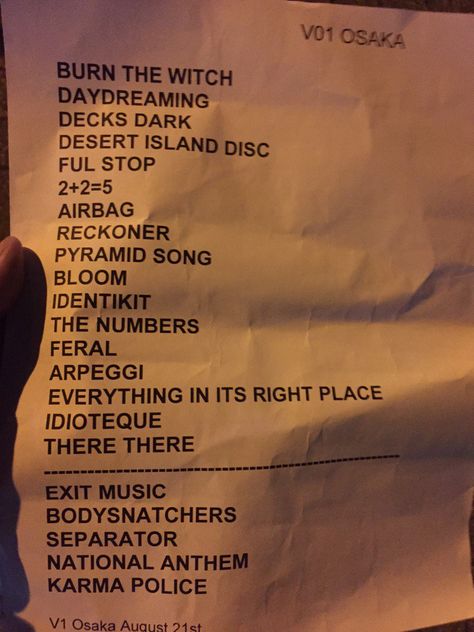 V01 OSAKA
BURN THE WITCH
DAYDREAMING
DECKS DARK
DESERT ISLAND DISC
FUL STOP
2+2=5
AIRBAG
RECKONER
PYRAMID SONG
BLOOM
IDENTIKIT
THE NUMBERS
FERAL
ARPEGGI
EVERYTHING IN ITS RIGHT PLACE
IDIOTEQUE
THERE THERE
--------------------------------------------------
EXIT MUSIC
BODYSNATCHERS
SEPARATOR
NATIONAL ANTHEM
KARMA POLICE
V1 Osaka August 21st